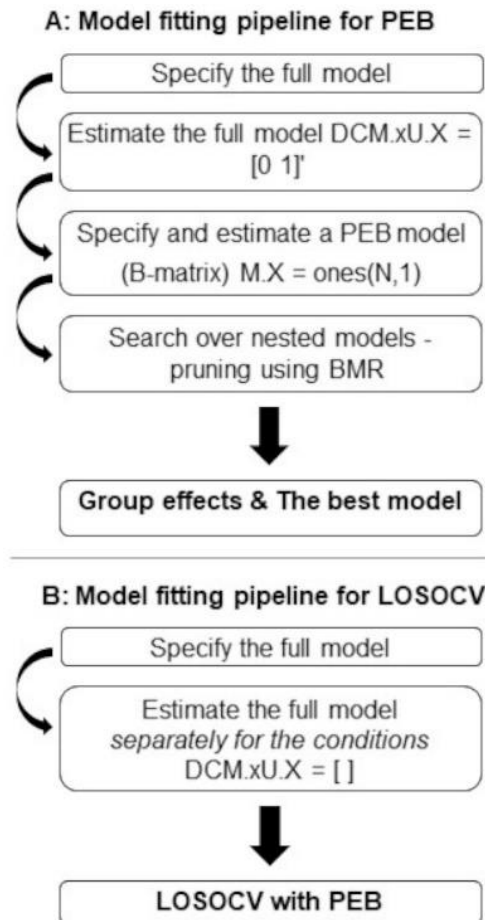 A: Model fitting pipeline for PEB
Specify the full model
Estimate the full model DCM.xU.X =
[0 1]'
Specify and estimate a PEB model
(B-matrix) M.X = ones(N,1)
Search over nested models -
pruning using BMR
Group effects & The best model
B: Model fitting pipeline for LOSOCV
Specify the full model
Estimate the full model
separately for the conditions
DCM.xU.X = [ ]
LOSOCV with PEB